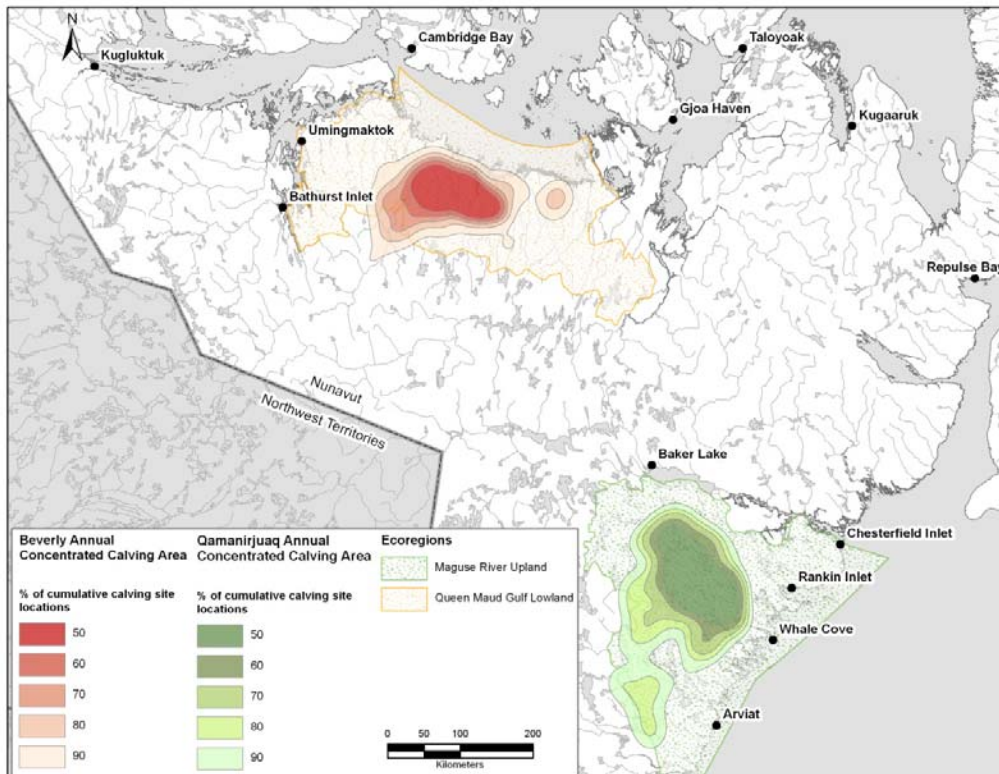 N
Kugluktuk
Cambridge Bay
Taloyoak
Gjoa Haven
Kugaaruk
Umingmaktok
Bathurst Inlet
Repulse Bay
Nunavut
Northwest Territories
Baker Lake
Chesterfield Inlet
Rankin Inlet
Whale Cove
Arviat
Beverly Annual
Concentrated Calving Area
% of cumulative calving site
locations
50
60
70
80
90
Qamanirjuaq Annual
Concentrated Calving Area
% of cumulative calving site
locations
50
60
70
80
90
Ecoregions
Maguse River Upland
Queen Maud Gulf Lowland
0 50 100 200
Kilometers